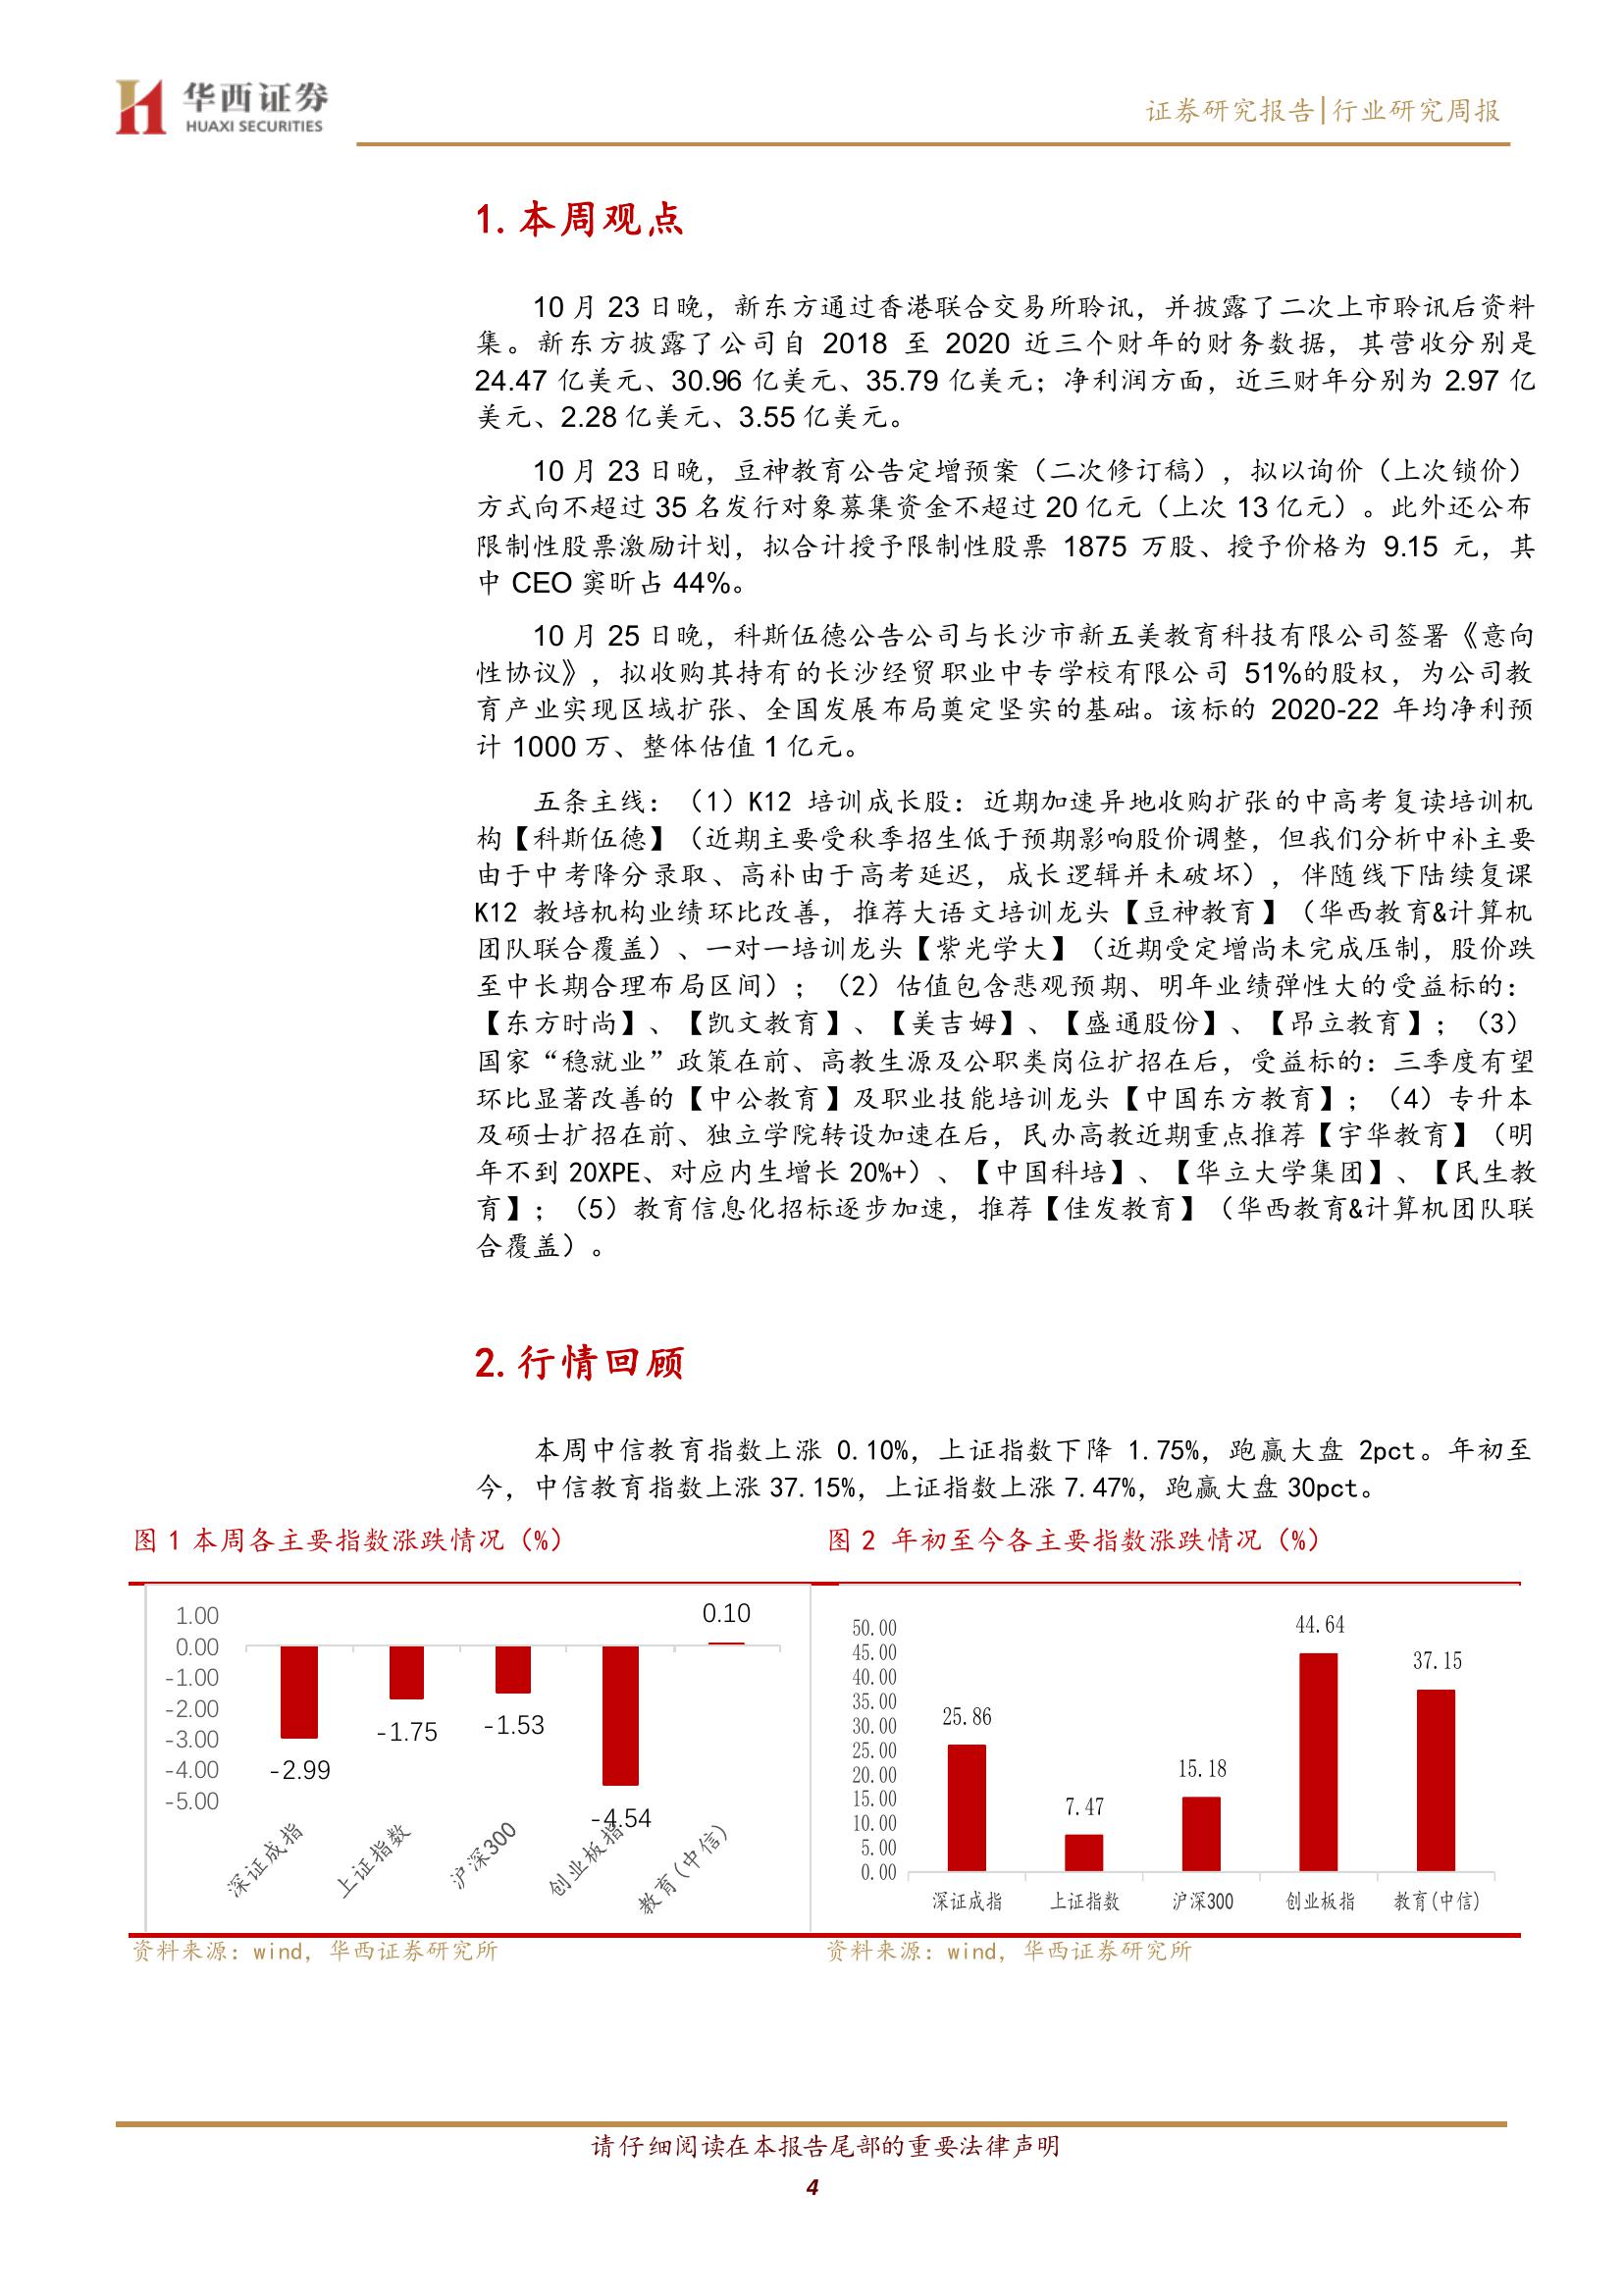 华西证券
HUAXI SECURITIES
证券研究报告|行业研究周报
1.本周观点
10 月 23 日晚，新东方通过香港联合交易所聆讯，并披露了二次上市聆讯后资料
集。新东方披露了公司自 2018 至 2020 近三个财年的财务数据，其营收分别是
24.47 亿美元、30.96 亿美元、35.79 亿美元；净利润方面，近三财年分别为 2.97 亿
美元、2.28 亿美元、3.55 亿美元。
10 月 23 日晚，豆神教育公告定增预案（二次修订稿），拟以询价（上次锁价）
方式向不超过 35 名发行对象募集资金不超过 20 亿元（上次 13 亿元）。此外还公布
限制性股票激励计划，拟合计授予限制性股票 1875 万股、授予价格为 9.15 元，其
中 CEO 窦昕占 44%。
10 月 25 日晚，科斯伍德公告公司与长沙市新五美教育科技有限公司签署《意向
性协议》，拟收购其持有的长沙经贸职业中专学校有限公司 51%的股权，为公司教
育产业实现区域扩张、全国发展布局奠定坚实的基础。该标的 2020-22 年均净利预
计 1000 万、整体估值 1 亿元。
五条主线：（1）K12 培训成长股：近期加速异地收购扩张的中高考复读培训机
构【科斯伍德】（近期主要受秋季招生低于预期影响股价调整，但我们分析中补主要
由于中考降分录取、高补由于高考延迟，成长逻辑并未破坏），伴随线下陆续复课
K12 教培机构业绩环比改善，推荐大语文培训龙头【豆神教育】（华西教育&计算机
团队联合覆盖）、一对一培训龙头【紫光学大】（近期受定增尚未完成压制，股价跌
至中长期合理布局区间）；（2）估值包含悲观预期、明年业绩弹性大的受益标的：
【东方时尚】、【凯文教育】、【美吉姆】、【盛通股份】、【昂立教育】；（3）
国家“稳就业”政策在前、高教生源及公职类岗位扩招在后，受益标的：三季度有望
环比显著改善的【中公教育】及职业技能培训龙头【中国东方教育】；（4）专升本
及硕士扩招在前、独立学院转设加速在后，民办高教近期重点推荐【宇华教育】（明
年不到 20XPE、对应内生增长 20%+）、【中国科培】、【华立大学集团】、【民生教
育】；（5）教育信息化招标逐步加速，推荐【佳发教育】（华西教育&计算机团队联
合覆盖）。
2.行情回顾
本周中信教育指数上涨 0.10%，上证指数下降 1.75%，跑赢大盘 2pct。年初至
今，中信教育指数上涨 37.15%，上证指数上涨 7.47%，跑赢大盘 30pct。
图 1 本周各主要指数涨跌情况（%）
1.00
0.00
-1.00
-2.00
-3.00
-4.00
-5.00
-2.99
-1.75
-1.53
-4.54
0.10
深证成指
上证指数
沪深300
创业板指
教育(中信)
资料来源：wind，华西证券研究所
图 2 年初至今各主要指数涨跌情况（%）
50.00
45.00
40.00
35.00
30.00
25.00
20.00
15.00
10.00
5.00
0.00
25.86
7.47
15.18
44.64
37.15
深证成指
上证指数
沪深300
创业板指
教育(中信)
资料来源：wind，华西证券研究所
请仔细阅读在本报告尾部的重要法律声明
4